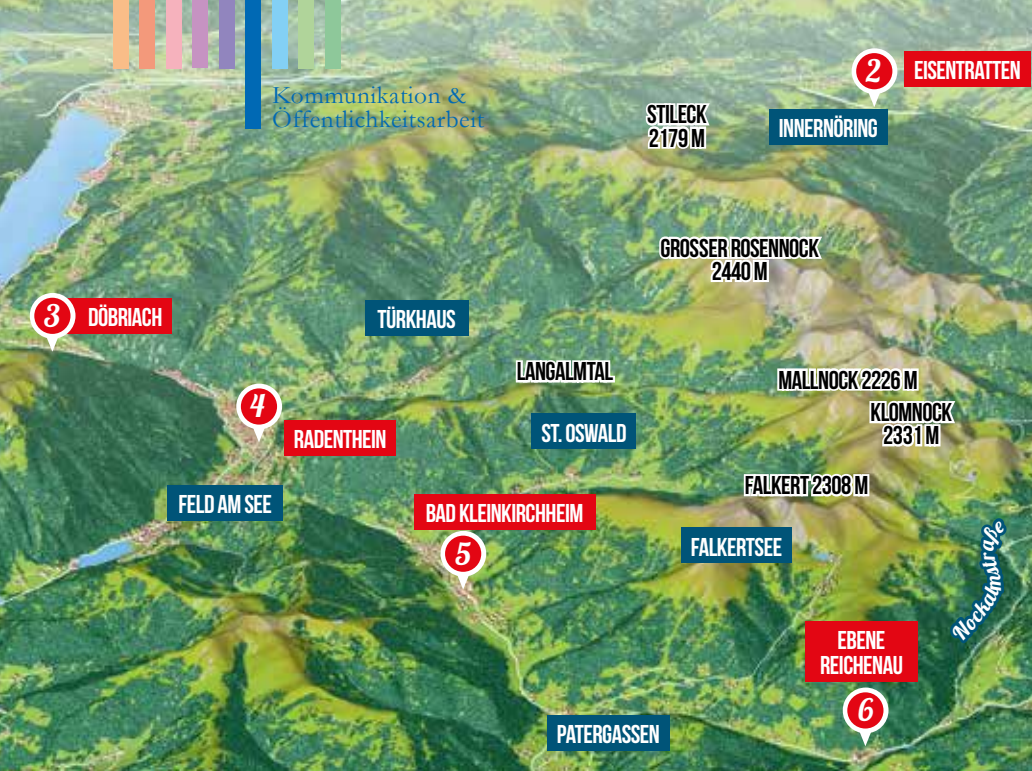 Kommunikation &
Öffentlichkeitsarbeit
2
EISENTRATTEN
STILECK
2179 M
INNERNÖRING
GROSSER ROSENNOCK
2440 M
3
DÖBRIACH
TÜRKHAUS
LANGALMTAL
MALLNOCK 2226 M
4
KLOMNOCK
2331 M
RADENTHEIN
ST. OSWALD
FALKERT 2308 M
FELD AM SEE
BAD KLEINKIRCHHEIM
5
FALKERTSEE
Nockalmstraße
EBENE
REICHENAU
6
PATERGASSEN